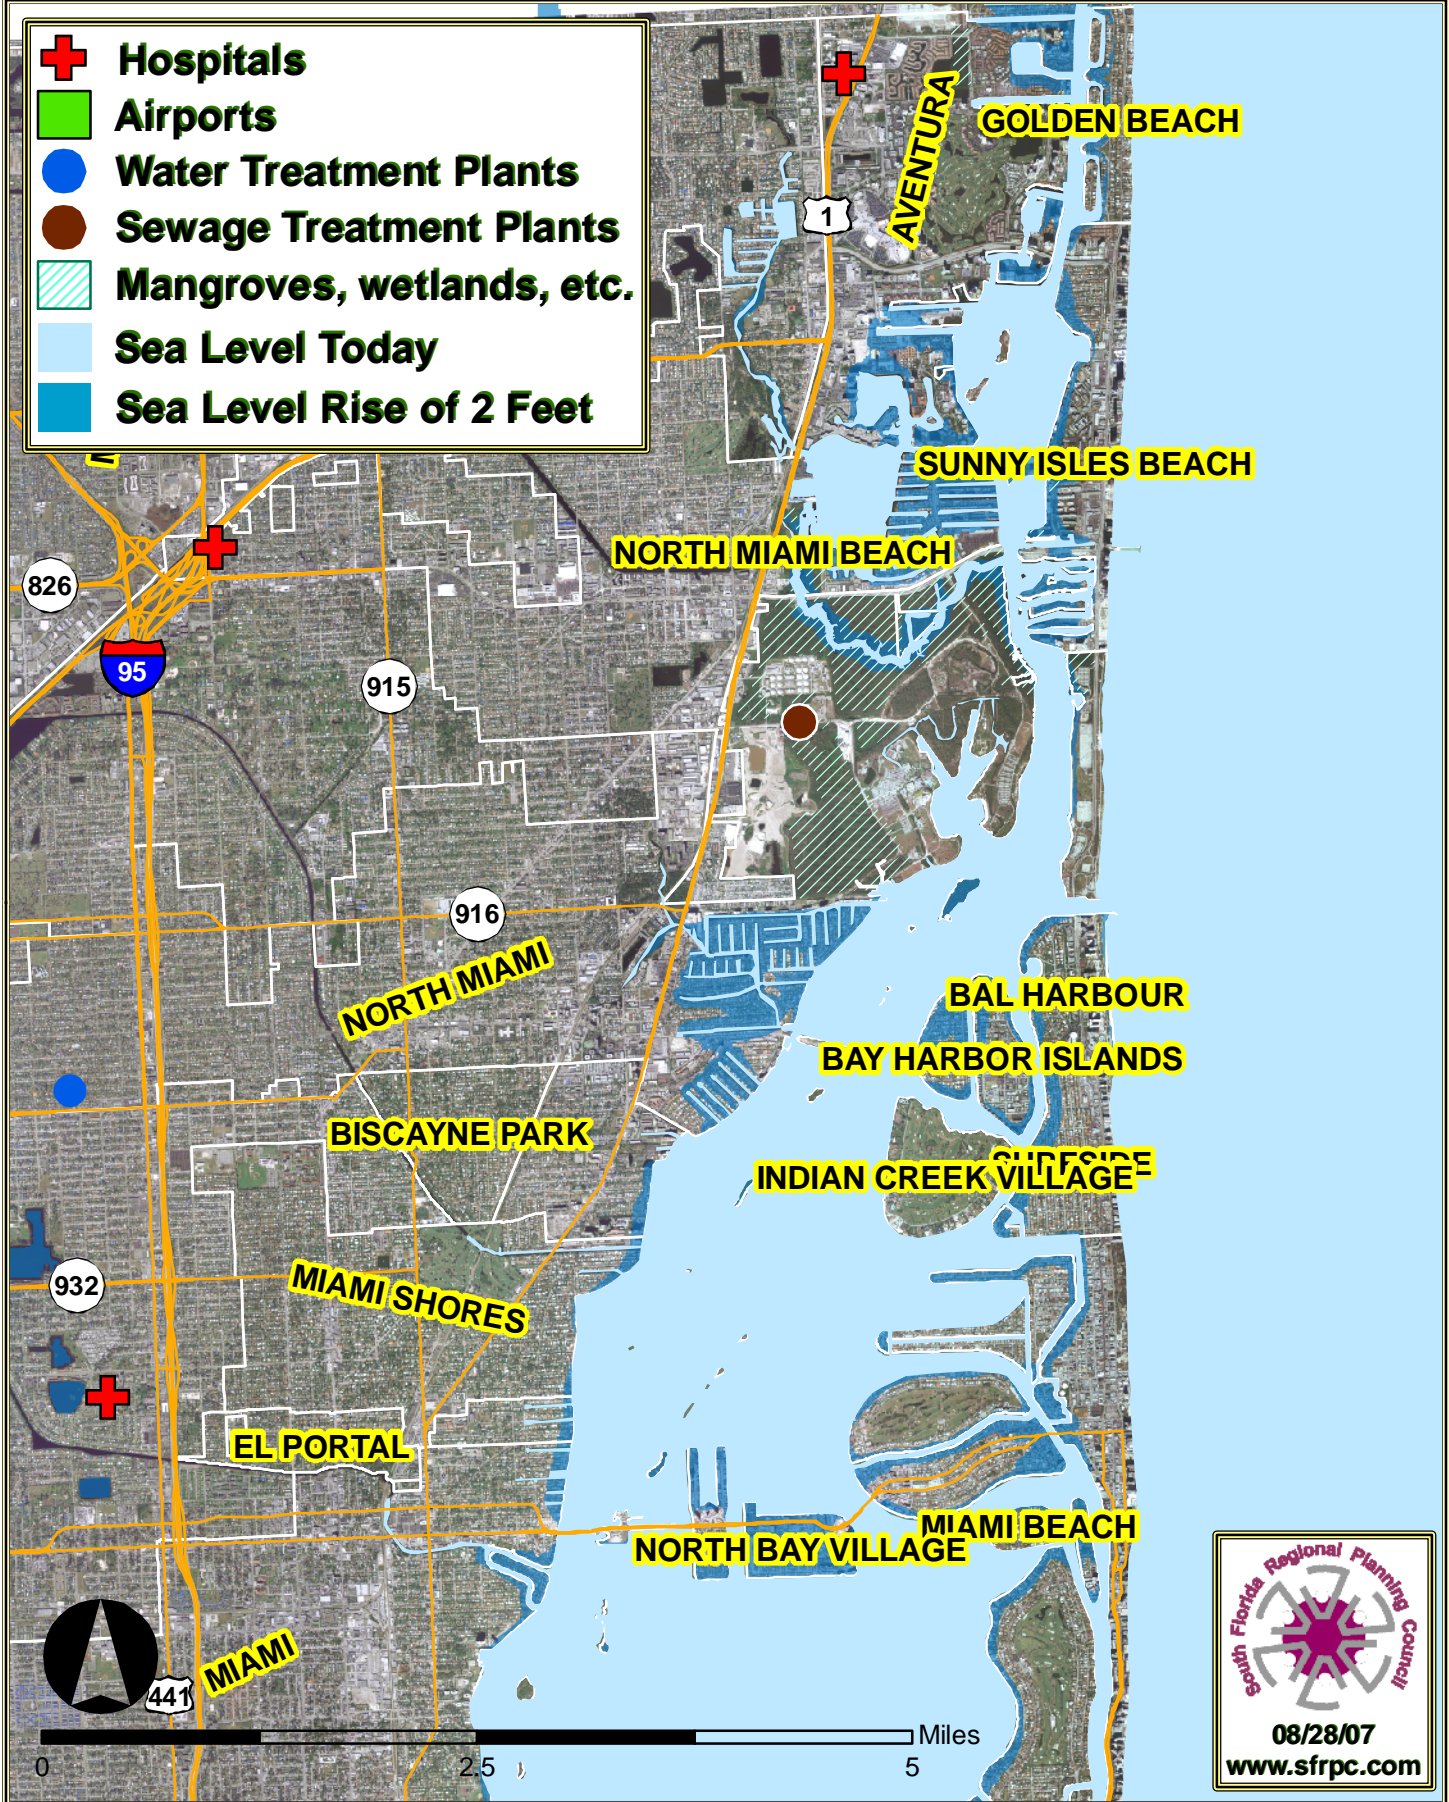 Hospitals
Airports
Water Treatment Plants
Sewage Treatment Plants
Mangroves, wetlands, etc.
Sea Level Today
Sea Level Rise of 2 Feet
AVENTURA
GOLDEN BEACH
1
SUNNY ISLES BEACH
NORTH MIAMI BEACH
826
95
915
916
NORTH MIAMI
BAL HARBOUR
BAY HARBOR ISLANDS
BISCAYNE PARK
SURFSIDE
INDIAN CREEK VILLAGE
932
MIAMI SHORES
EL PORTAL
MIAMI BEACH
NORTH BAY VILLAGE
MIAMI
441
Miles
0
2.5
5
South Florida Regional Planning Council
08/28/07
www.sfrpc.com